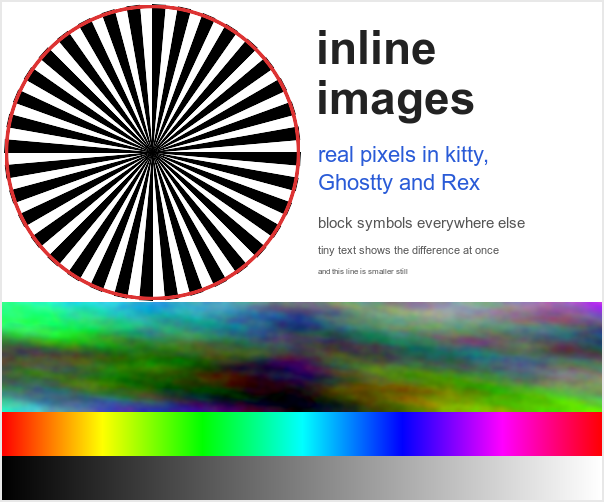 inline
images
real pixels in kitty,
Ghostty and Rex
block symbols everywhere else
tiny text shows the difference at once
and this line is smaller still